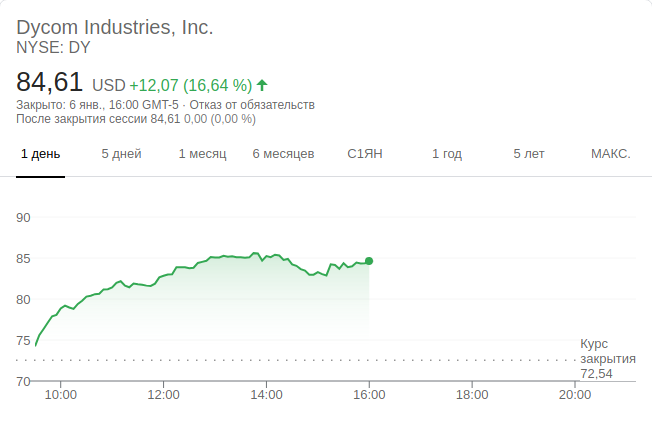 Dycom Industries, Inc.
NYSE: DY
84,61 USD +12,07 (16,64 %)
Закрыто: 6 янв., 16:00 GMT-5 · Отказ от обязательств
После закрытия сессии 84,61 0,00 (0,00 %)
1 день 5 дней 1 месяц 6 месяцев С1ЯН 1 год 5 лет МАКС.
90
85
80
75
Курс
закрытия
72,54
70
10:00 12:00 14:00 16:00 18:00 20:00